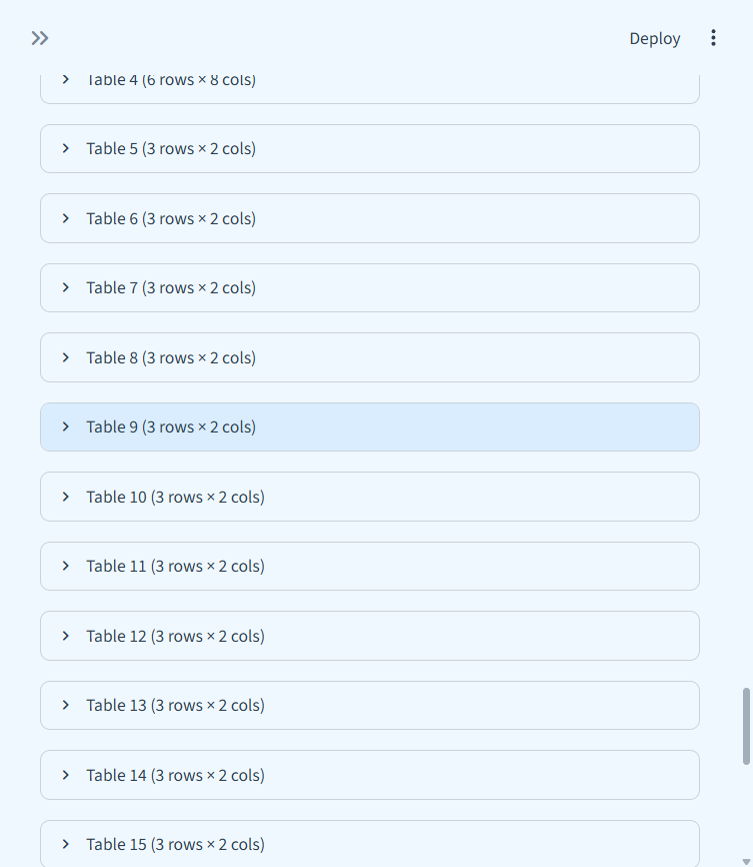 Deploy
Table 4 (6 rows × 8 cols)
Table 5 (3 rows × 2 cols)
Table 6 (3 rows × 2 cols)
Table 7 (3 rows × 2 cols)
Table 8 (3 rows × 2 cols)
Table 9 (3 rows × 2 cols)
Table 10 (3 rows × 2 cols)
Table 11 (3 rows × 2 cols)
Table 12 (3 rows × 2 cols)
Table 13 (3 rows × 2 cols)
Table 14 (3 rows × 2 cols)
Table 15 (3 rows × 2 cols)